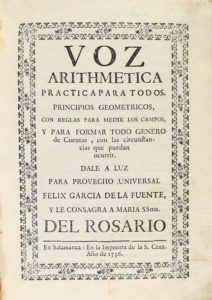 VOZ
ARITHMETICA
PRACTICA PARA TODOS.
PRINCIPIOS GEOMETRICOS,
CON REGLAS PARA MEDIR LOS CAMPOS,
Y PARA FORMAR TODO GENERO
de Cuentas, con las circunstan-
cias que puedan
ocurrir.
DALE A LUZ
PARA PROVECHO UNIVERSAL
FELIX GARCIA DE LA FUENTE,
Y LE CONSAGRA A MARIA SSma.
DEL ROSARIO
En Salamanca: En la Imprenta de la S. Cruz.
Año de